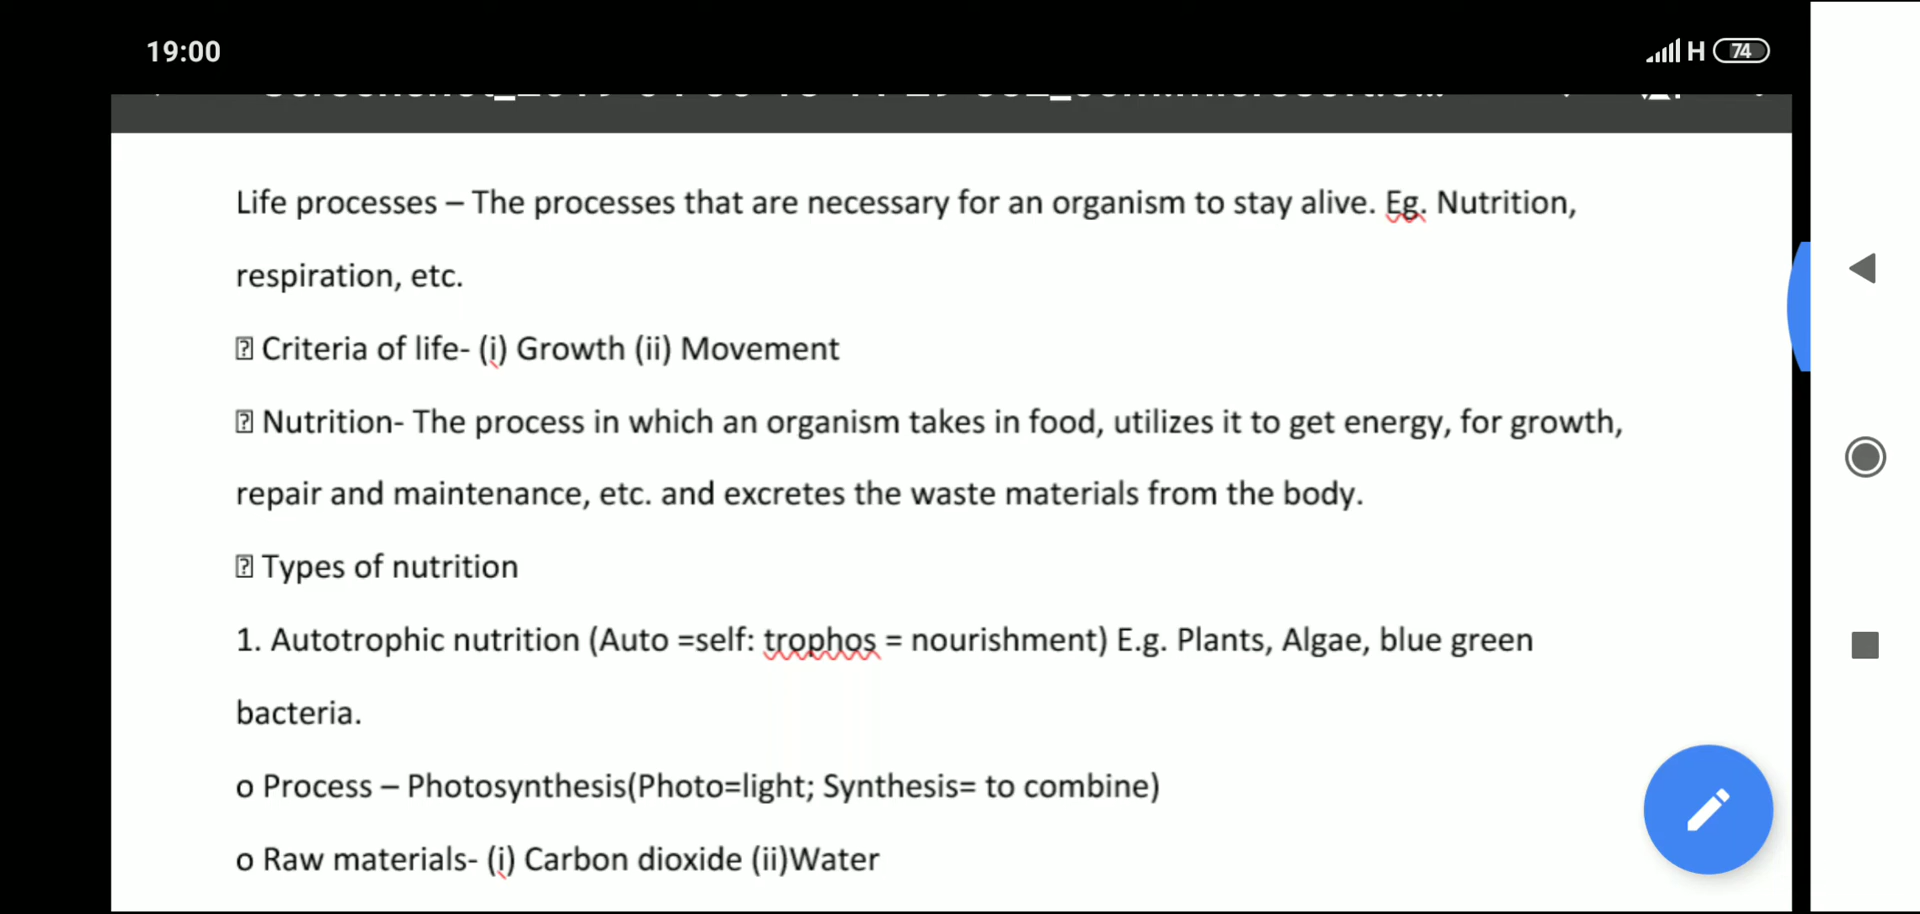 19:00
H 74
Life processes – The processes that are necessary for an organism to stay alive. Eg. Nutrition,
respiration, etc.
Criteria of life- (i) Growth (ii) Movement
Nutrition- The process in which an organism takes in food, utilizes it to get energy, for growth,
repair and maintenance, etc. and excretes the waste materials from the body.
Types of nutrition
1. Autotrophic nutrition (Auto =self: trophos = nourishment) E.g. Plants, Algae, blue green
bacteria.
o Process – Photosynthesis(Photo=light; Synthesis= to combine)
o Raw materials- (i) Carbon dioxide (ii)Water